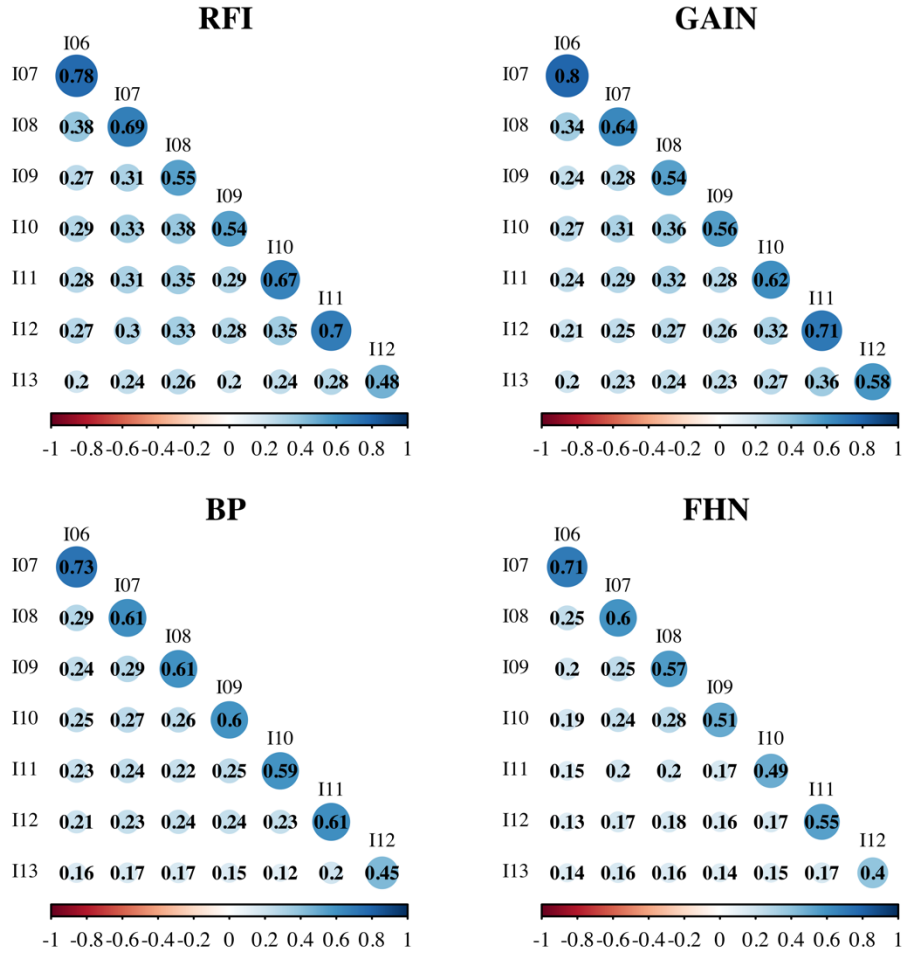 RFI
I06
I07 0.78
I07
I08 0.38 0.69
I08
I09 0.27 0.31 0.55
I09
I10 0.29 0.33 0.38 0.54
I10
I11 0.28 0.31 0.35 0.29 0.67
I11
I12 0.27 0.3 0.33 0.28 0.35 0.7
I12
I13 0.2 0.24 0.26 0.2 0.24 0.28 0.48
-1 -0.8 -0.6 -0.4 -0.2 0 0.2 0.4 0.6 0.8 1
GAIN
I06
I07 0.8
I07
I08 0.34 0.64
I08
I09 0.24 0.28 0.54
I09
I10 0.27 0.31 0.36 0.56
I10
I11 0.24 0.29 0.32 0.28 0.62
I11
I12 0.21 0.25 0.27 0.26 0.32 0.71
I12
I13 0.2 0.23 0.24 0.23 0.27 0.36 0.58
-1 -0.8 -0.6 -0.4 -0.2 0 0.2 0.4 0.6 0.8 1
BP
I06
I07 0.73
I07
I08 0.29 0.61
I08
I09 0.24 0.29 0.61
I09
I10 0.25 0.27 0.26 0.6
I10
I11 0.23 0.24 0.22 0.25 0.59
I11
I12 0.21 0.23 0.24 0.24 0.23 0.61
I12
I13 0.16 0.17 0.17 0.15 0.12 0.2 0.45
-1 -0.8 -0.6 -0.4 -0.2 0 0.2 0.4 0.6 0.8 1
FHN
I06
I07 0.71
I07
I08 0.25 0.6
I08
I09 0.2 0.25 0.57
I09
I10 0.19 0.24 0.28 0.51
I10
I11 0.15 0.2 0.2 0.17 0.49
I11
I12 0.13 0.17 0.18 0.16 0.17 0.55
I12
I13 0.14 0.16 0.16 0.14 0.15 0.17 0.4
-1 -0.8 -0.6 -0.4 -0.2 0 0.2 0.4 0.6 0.8 1